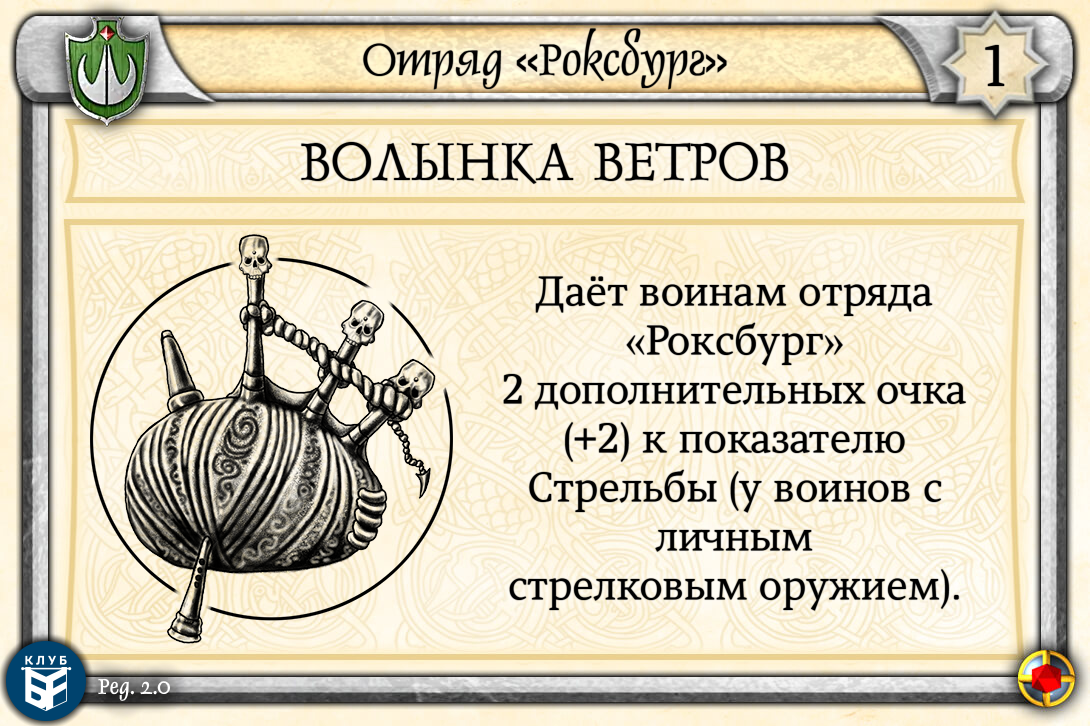 Отряд «Роксбург»
1
ВОЛЫНКА ВЕТРОВ
Даёт воинам отряда
«Роксбург»
2 дополнительных очка
(+2) к показателю
Стрельбы (у воинов с
личным
стрелковым оружием).
КЛУБ
Ред. 2.0